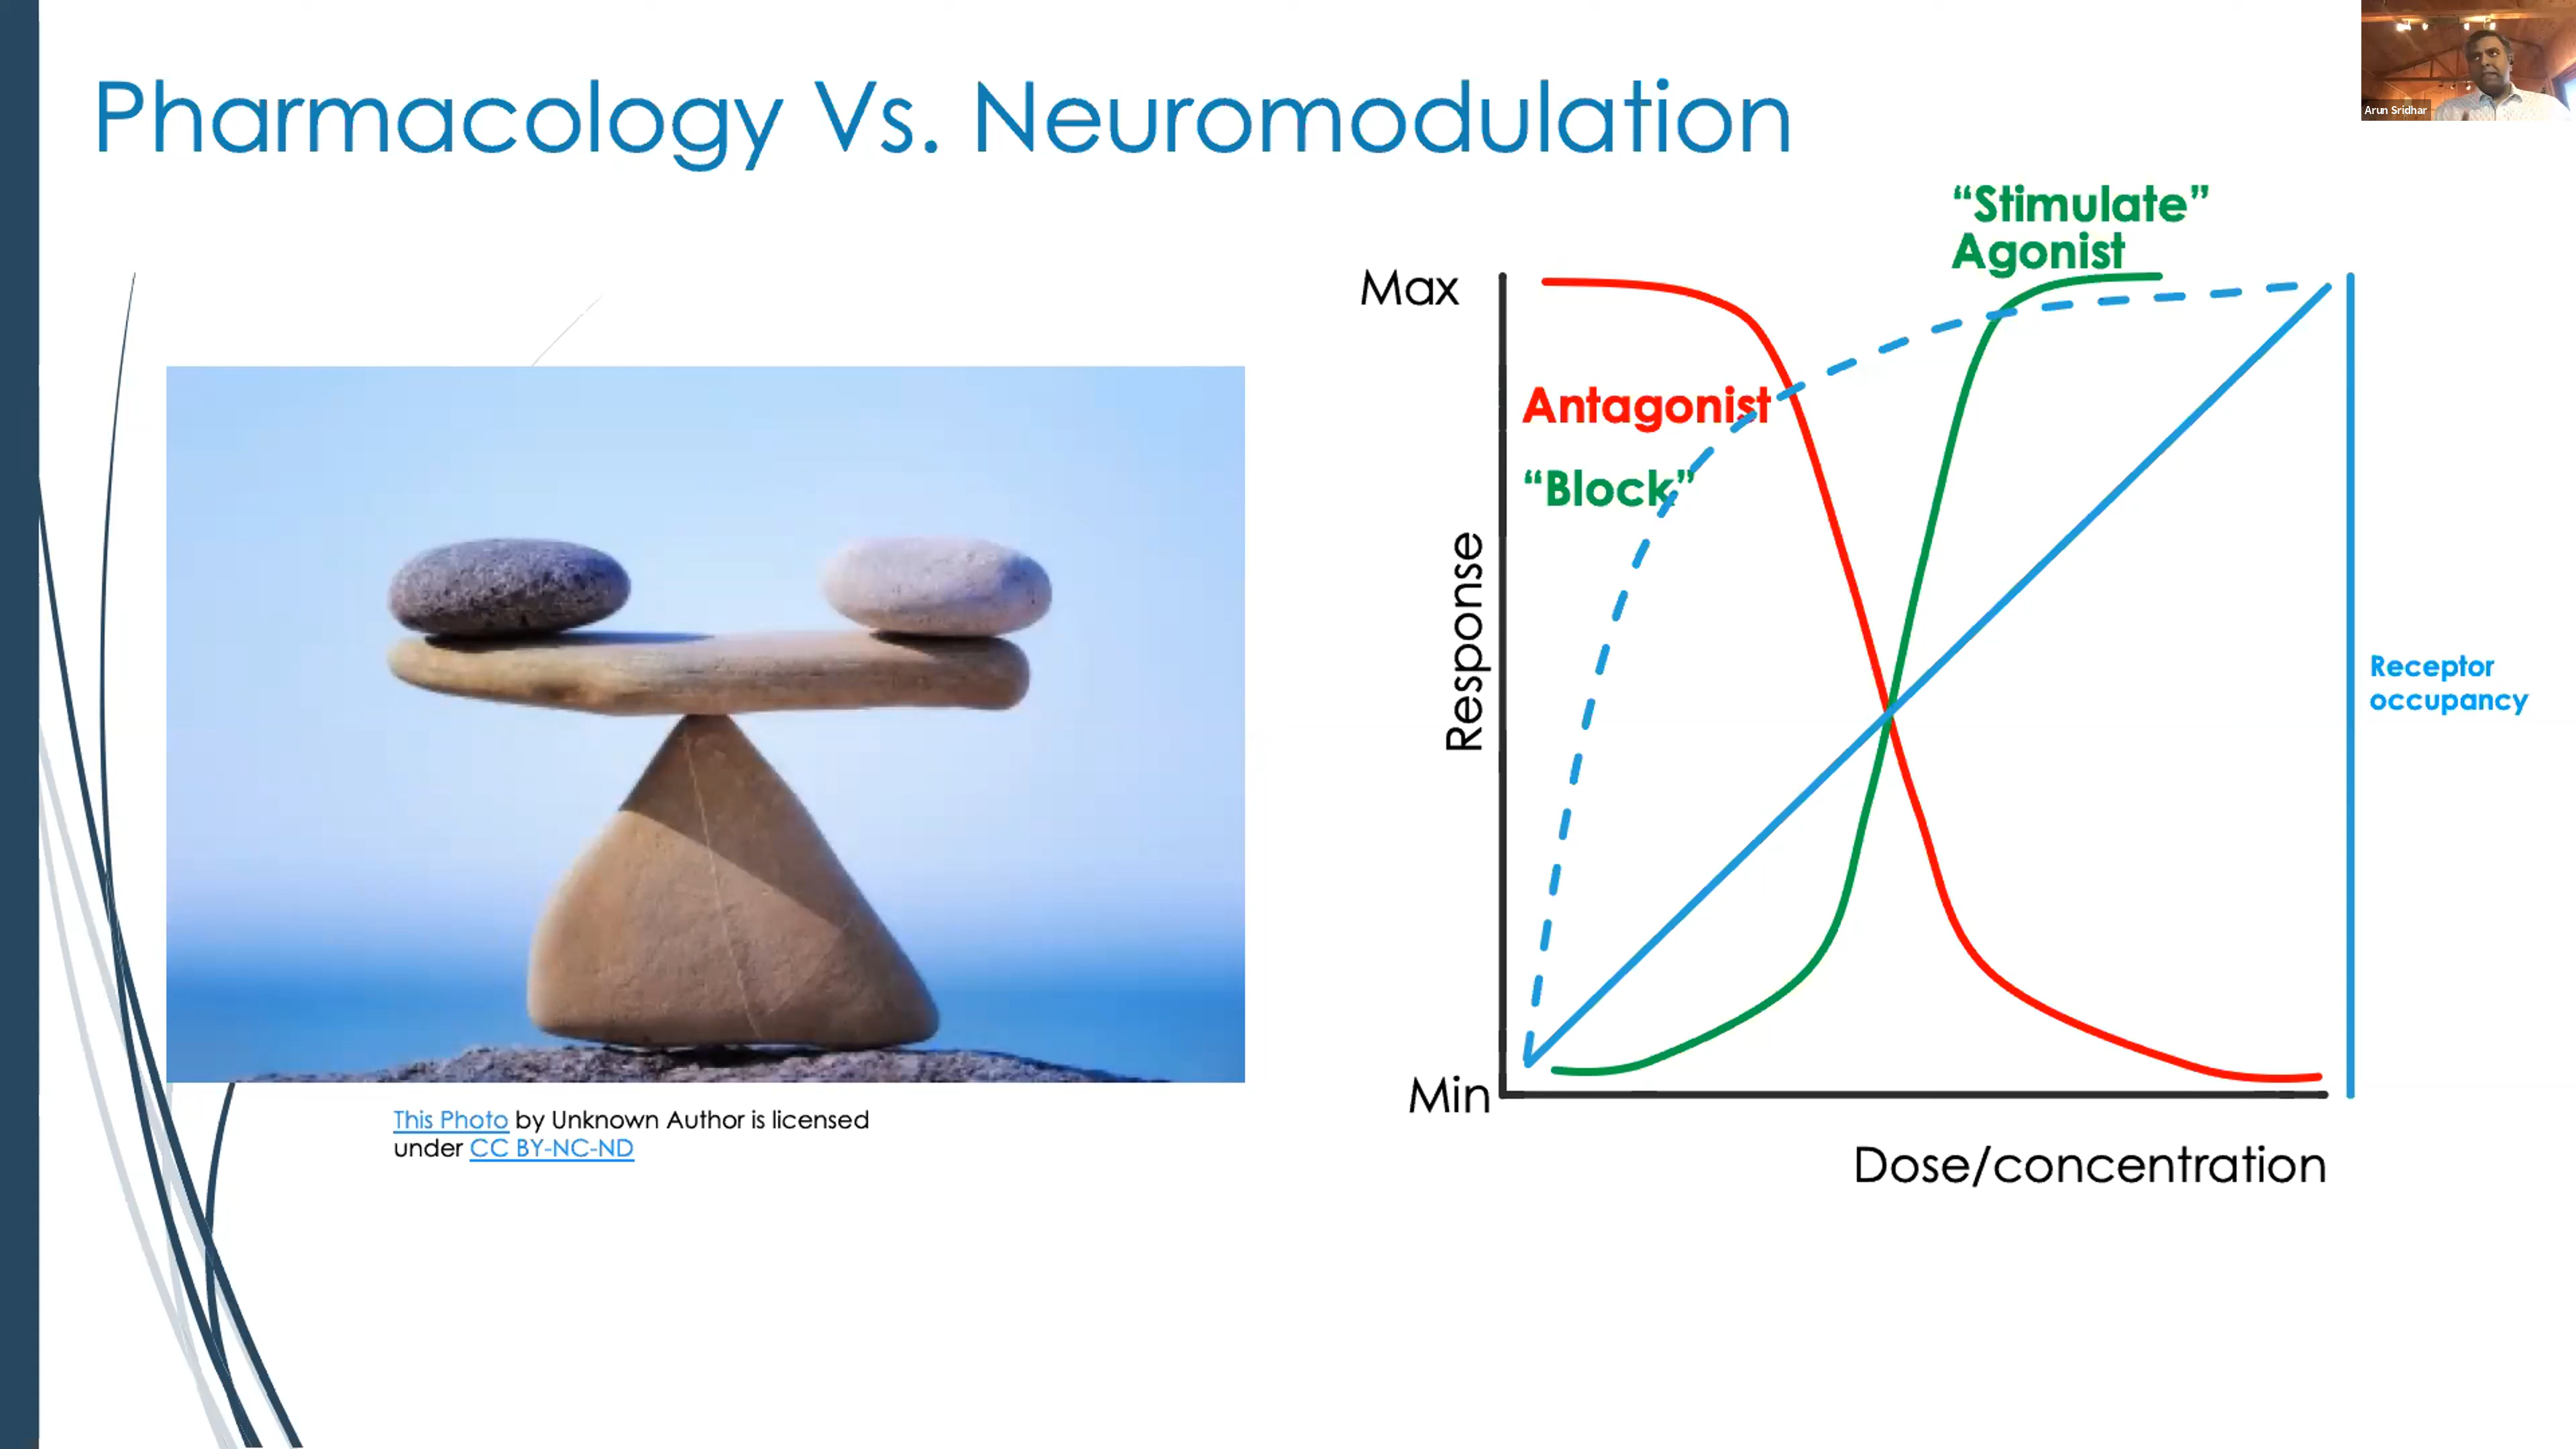 Pharmacology Vs. Neuromodulation
Arun Sridhar
“Stimulate”
Agonist
Max
Antagonist
“Block”
Response
Receptor
occupancy
Min
Dose/concentration
This Photo by Unknown Author is licensed
under CC BY-NC-ND